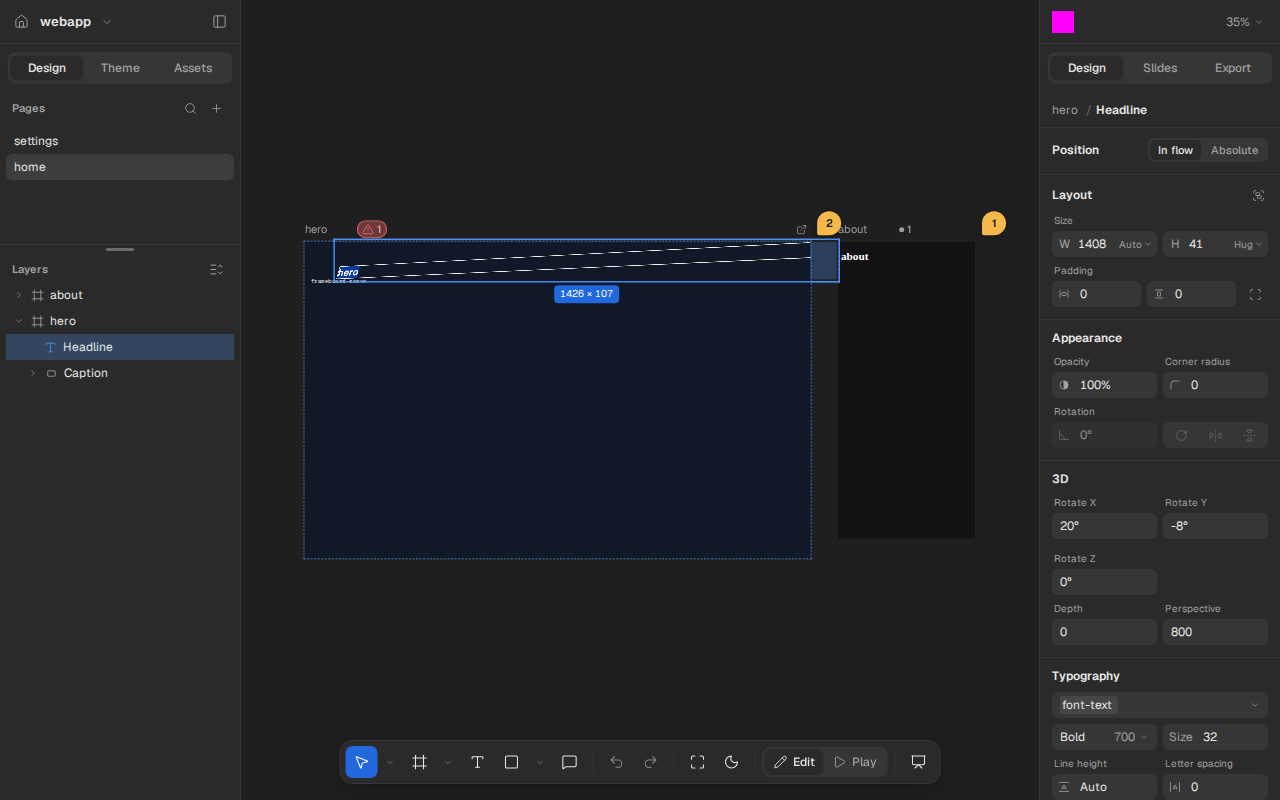 webapp
Design
Theme
Assets
Pages
settings
home
Layers
about
hero
Headline
Caption
hero
1
2
about
1
1
hero
about
1426 × 107
Edit
Play
35%
Design
Slides
Export
hero / Headline
Position
In flow
Absolute
Layout
Size
W 1408 Auto
H 41 Hug
Padding
0
0
Appearance
Opacity
Corner radius
100%
0
Rotation
0°
3D
Rotate X
Rotate Y
20°
-8°
Rotate Z
0°
Depth
Perspective
0
800
Typography
font-text
Bold 700
Size 32
Line height
Letter spacing
Auto
0